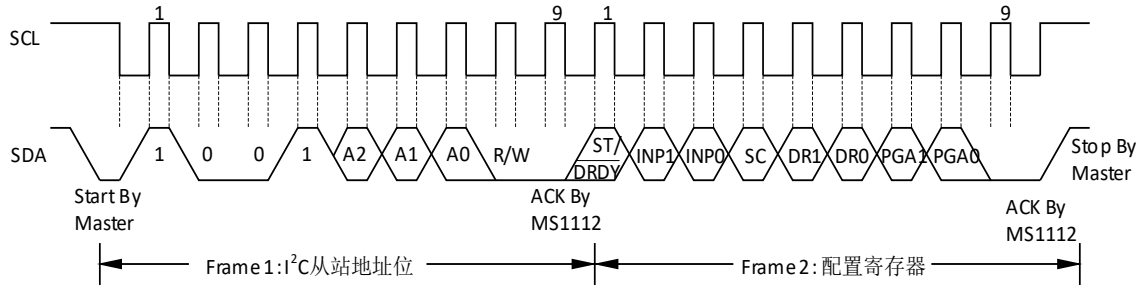 1 9 1 9
SCL
SDA
1 0 0 1 A2 A1 A0 R/W ST/DRDY INP1 INP0 SC DR1 DR0 PGA1 PGA0
Start By
Master
ACK By
MS1112
ACK By
MS1112
Stop By
Master
Frame 1:I²C从站地址位
Frame 2: 配置寄存器